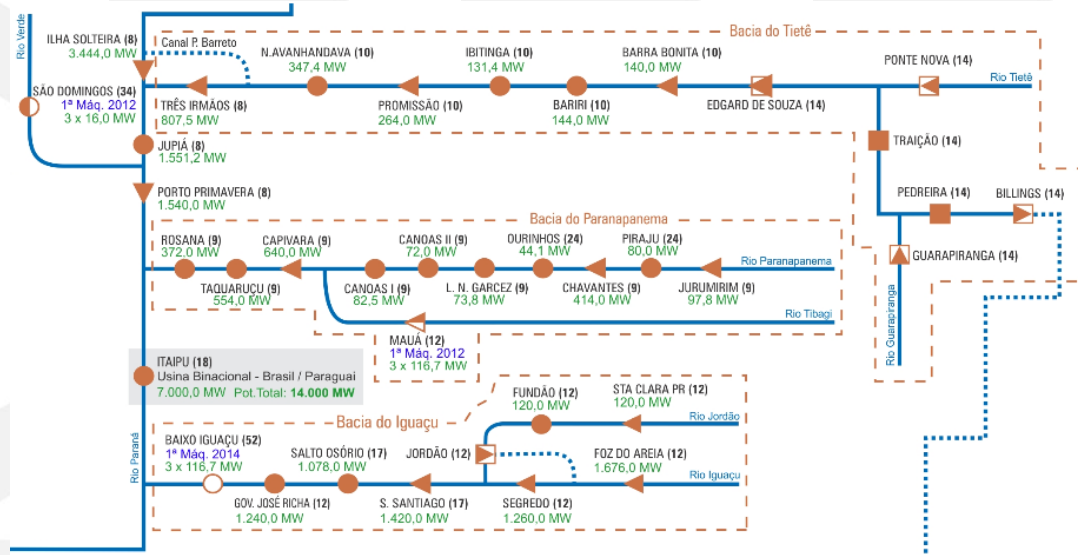 Rio Verde
ILHA SOLTEIRA (8)
3.444,0 MW
Canal P. Barreto
SÃO DOMINGOS (34)
1ª Máq. 2012
3 x 16,0 MW
Bacia do Tietê
N.AVANHANDAVA (10)
347,4 MW
IBITINGA (10)
131,4 MW
BARRA BONITA (10)
140,0 MW
PONTE NOVA (14)
Rio Tietê
TRÊS IRMÃOS (8)
807,5 MW
PROMISSÃO (10)
264,0 MW
BARIRI (10)
144,0 MW
EDGARD DE SOUZA (14)
JUPIÁ (8)
1.551,2 MW
TRAIÇÃO (14)
PORTO PRIMAVERA (8)
1.540,0 MW
PEDREIRA (14)
BILLINGS (14)
GUARAPIRANGA (14)
Rio Guarapiranga
Bacia do Paranapanema
ROSANA (9)
372,0 MW
CAPIVARA (9)
640,0 MW
CANOAS II (9)
72,0 MW
OURINHOS (24)
44,1 MW
PIRAJU (24)
80,0 MW
Rio Paranapanema
TAQUARUÇU (9)
554,0 MW
CANOAS I (9)
82,5 MW
L. N. GARCEZ (9)
73,8 MW
CHAVANTES (9)
414,0 MW
JURUMIRIM (9)
97,8 MW
Rio Tibagi
MAUÁ (12)
1ª Máq. 2012
3 x 116,7 MW
ITAIPU (18)
Usina Binacional - Brasil / Paraguai
7.000,0 MW Pot.Total: 14.000 MW
Rio Paraná
Bacia do Iguaçu
FUNDÃO (12)
120,0 MW
STA CLARA PR (12)
120,0 MW
Rio Jordão
BAIXO IGUAÇU (52)
1ª Máq. 2014
3 x 116,7 MW
SALTO OSÓRIO (17)
1.078,0 MW
JORDÃO (12)
FOZ DO AREIA (12)
1.676,0 MW
Rio Iguaçu
GOV. JOSÉ RICHA (12)
1.240,0 MW
S. SANTIAGO (17)
1.420,0 MW
SEGREDO (12)
1.260,0 MW